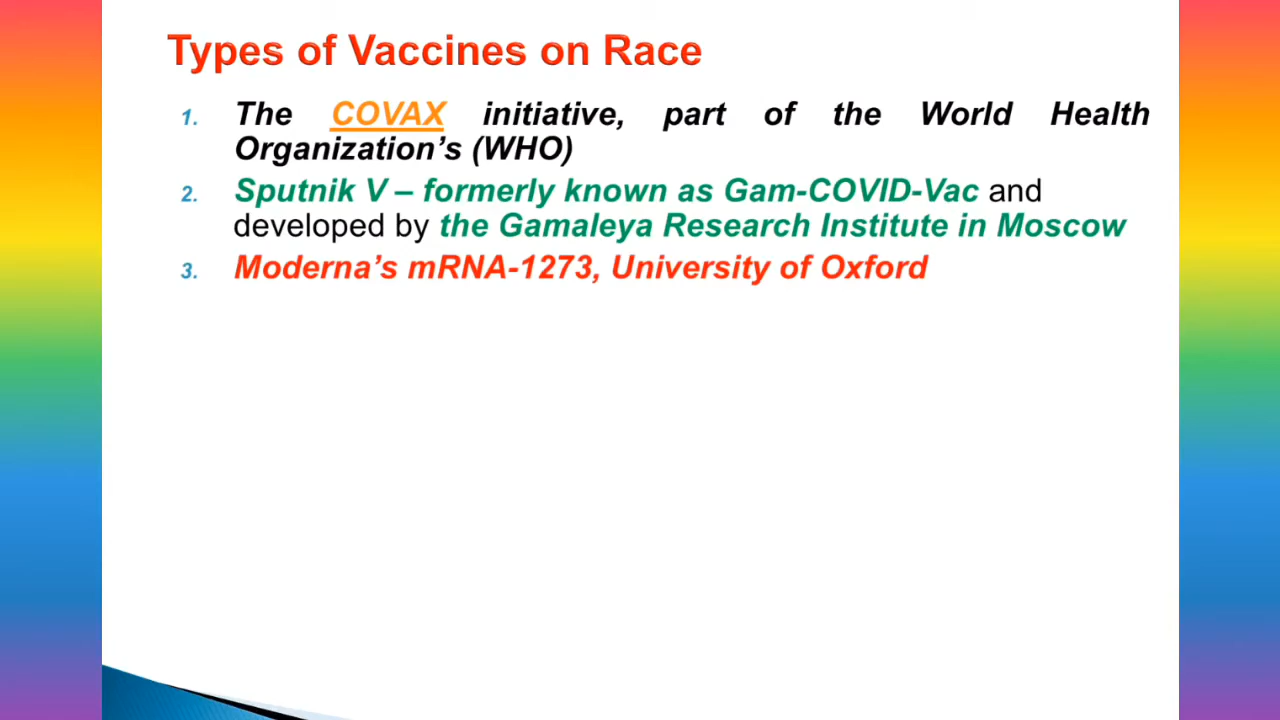 Types of Vaccines on Race
1. The COVAX initiative, part of the World Health
Organization’s (WHO)
2. Sputnik V – formerly known as Gam-COVID-Vac and
developed by the Gamaleya Research Institute in Moscow
3. Moderna’s mRNA-1273, University of Oxford